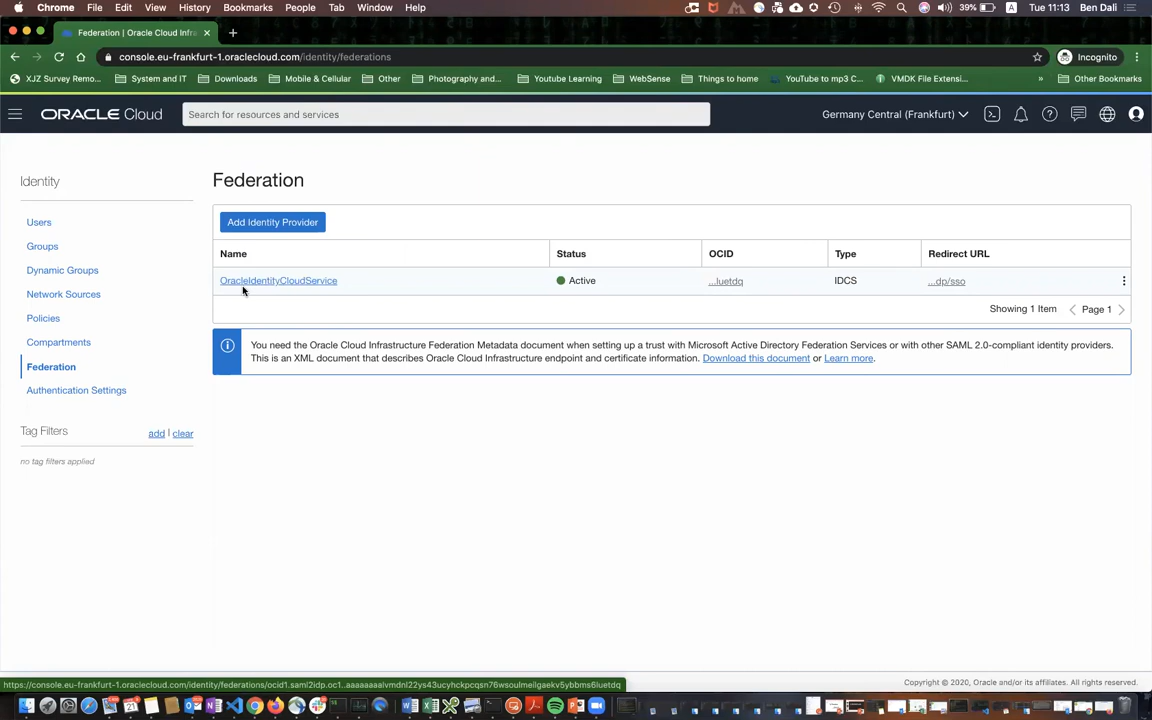 Chrome File Edit View History Bookmarks People Tab Window Help 39% A Tue 11:13 Ben Dali
Federation | Oracle Cloud Infra
console.eu-frankfurt-1.oraclecloud.com/identity/federations Incognito
XJZ Survey Remo... System and IT Downloads Mobile & Cellular Other Photography and... Youtube Learning WebSense Things to home YouTube to mp3 C... VMDK File Extensi... » Other Bookmarks
ORACLE Cloud Search for resources and services Germany Central (Frankfurt)
Identity
Users
Groups
Dynamic Groups
Network Sources
Policies
Compartments
Federation
Authentication Settings
Tag Filters add | clear
no tag filters applied
Federation
Add Identity Provider
Name Status OCID Type Redirect URL
OracleIdentityCloudService Active ...luetdq IDCS ...dp/sso
Showing 1 Item Page 1
You need the Oracle Cloud Infrastructure Federation Metadata document when setting up a trust with Microsoft Active Directory Federation Services or with other SAML 2.0-compliant identity providers.
This is an XML document that describes Oracle Cloud Infrastructure endpoint and certificate information. Download this document or Learn more.
Copyright © 2020, Oracle and/or its affiliates. All rights reserved.